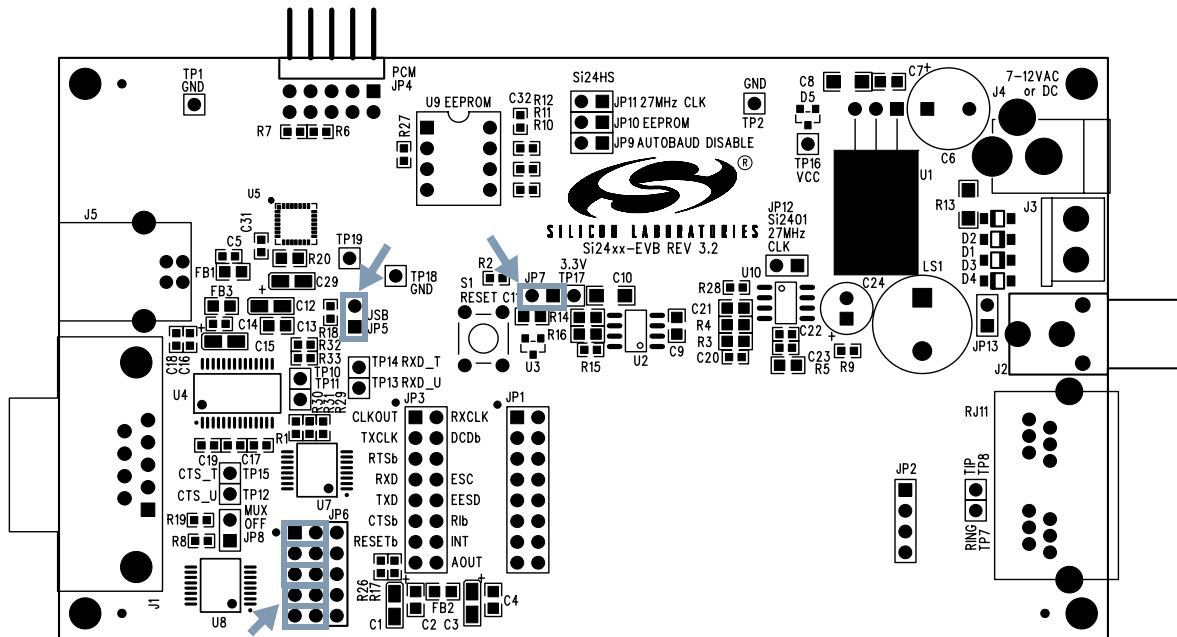 TP1
GND
PCM
JP4
R7
R6
R27
U9 EEPROM
C32
R12
R11
R10
Si24HS
JP11 27MHz CLK
JP10 EEPROM
JP9 AUTOBAUD DISABLE
GND
TP2
C8
D5
TP16
VCC
C7
+
C6
7-12VAC
or DC
J4
U1
R13
J3
D2
D1
D3
D4
®
SILICON LABORATORIES
Si24xx-EVB REV 3.2
JP12
Si2401
27MHz
CLK
J5
U5
C31
C5
FB1
R20
C29
TP19
TP18
GND
FB3
+
C12
C14
C13
+
C15
C18
C16
R18
USB
JP5
R32
R33
TP10
TP11
TP14 RXD_T
TP13 RXD_U
R2
S1
RESET
C11
JP7
3.3V
TP17
C10
R14
R16
R15
U3
U2
C9
U10
R28
C21
R4
R3
C20
C22
C23
R5
C24
+
R9
LS1
JP13
J2
U4
R30
R31
R29
R1
C19
C17
CTS_T
TP15
CTS_U
TP12
U7
MUX
OFF
JP8
R19
R8
U8
J1
JP6
JP3
JP1
CLKOUT
RXCLK
TXCLK
DCDb
RTSb
RXD
ESC
TXD
EESD
CTSb
RIb
RESETb
INT
AOUT
R26
R17
+
C1
C2
FB2
C3
+
C4
JP2
RJ11
TIP
TP8
RING
TP7